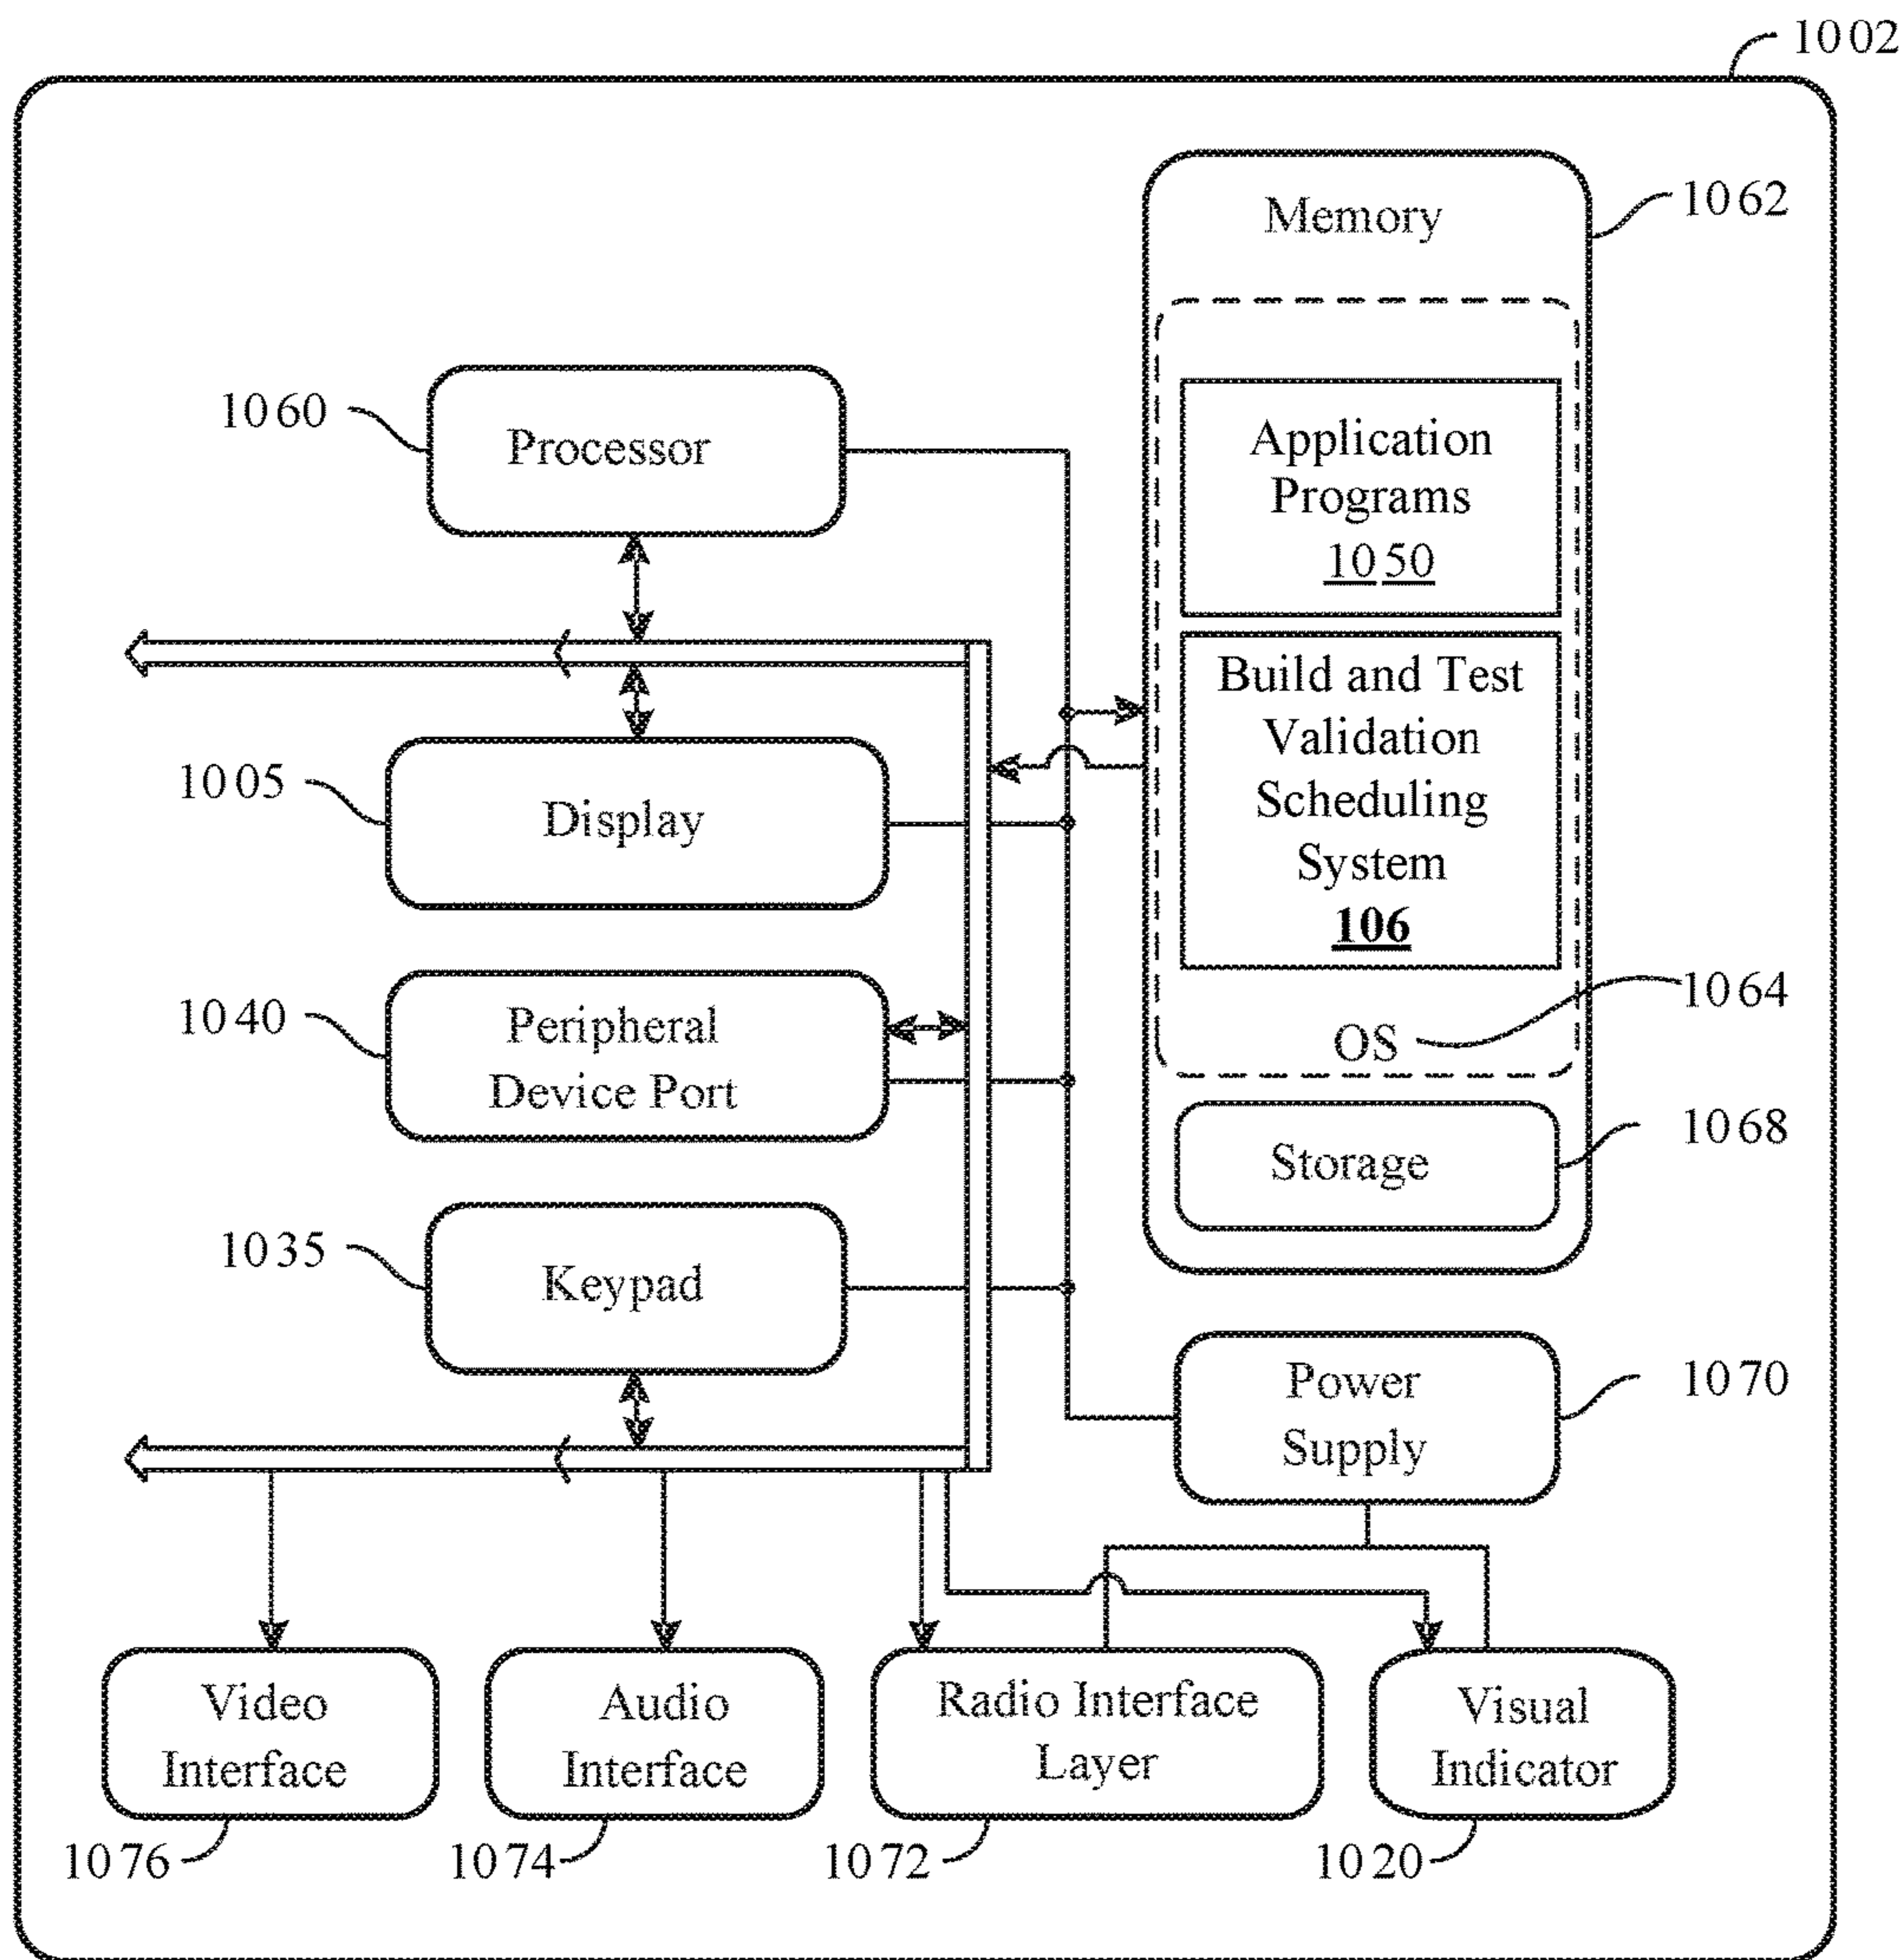 1002
Memory
1062
1060
Processor
Application
Programs
1050
Build and Test
Validation
Scheduling
System
106
1005
Display
1064
OS
1040
Peripheral
Device Port
1068
Storage
1035
Keypad
Power
Supply
1070
Video
Interface
Audio
Interface
Radio Interface
Layer
Visual
Indicator
1076
1074
1072
1020